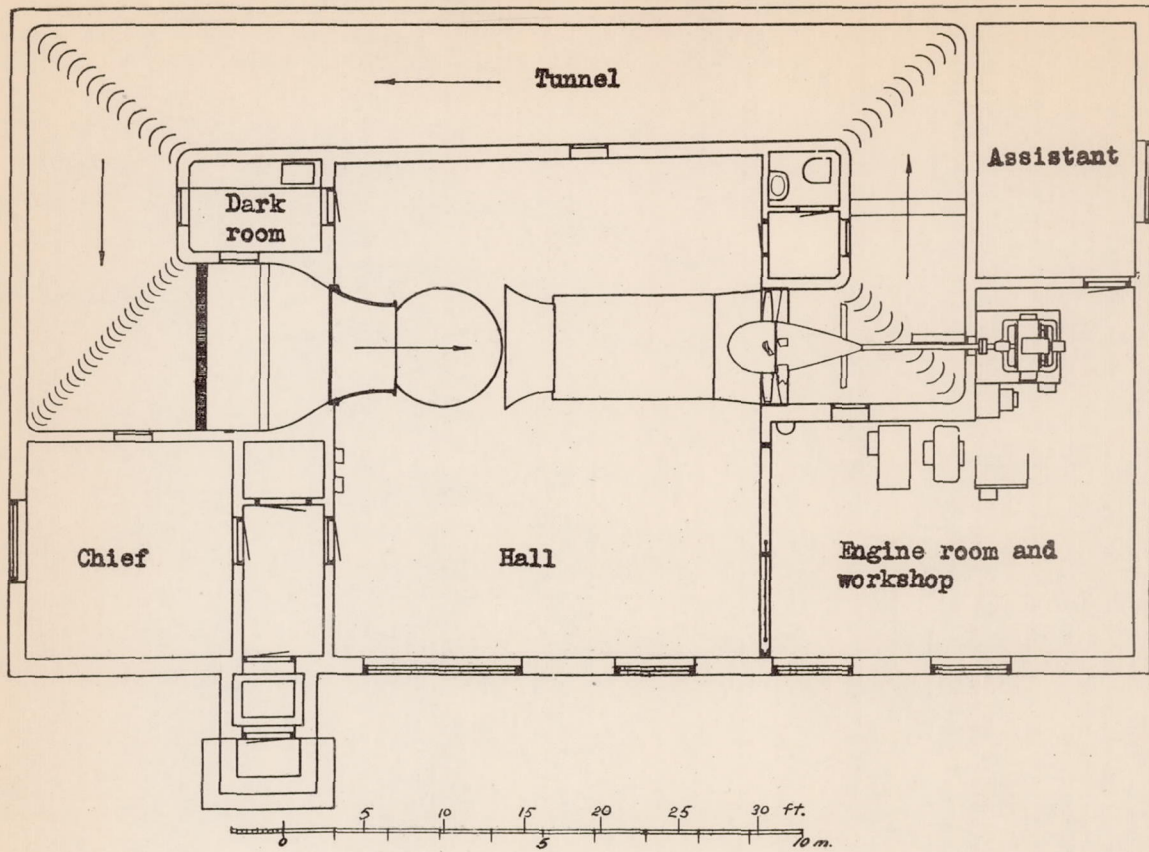 Tunnel
Assistant
Dark
room
Chief
Hall
Engine room and
workshop
5 10 15 20 25 30 ft.
0 5 10 m.